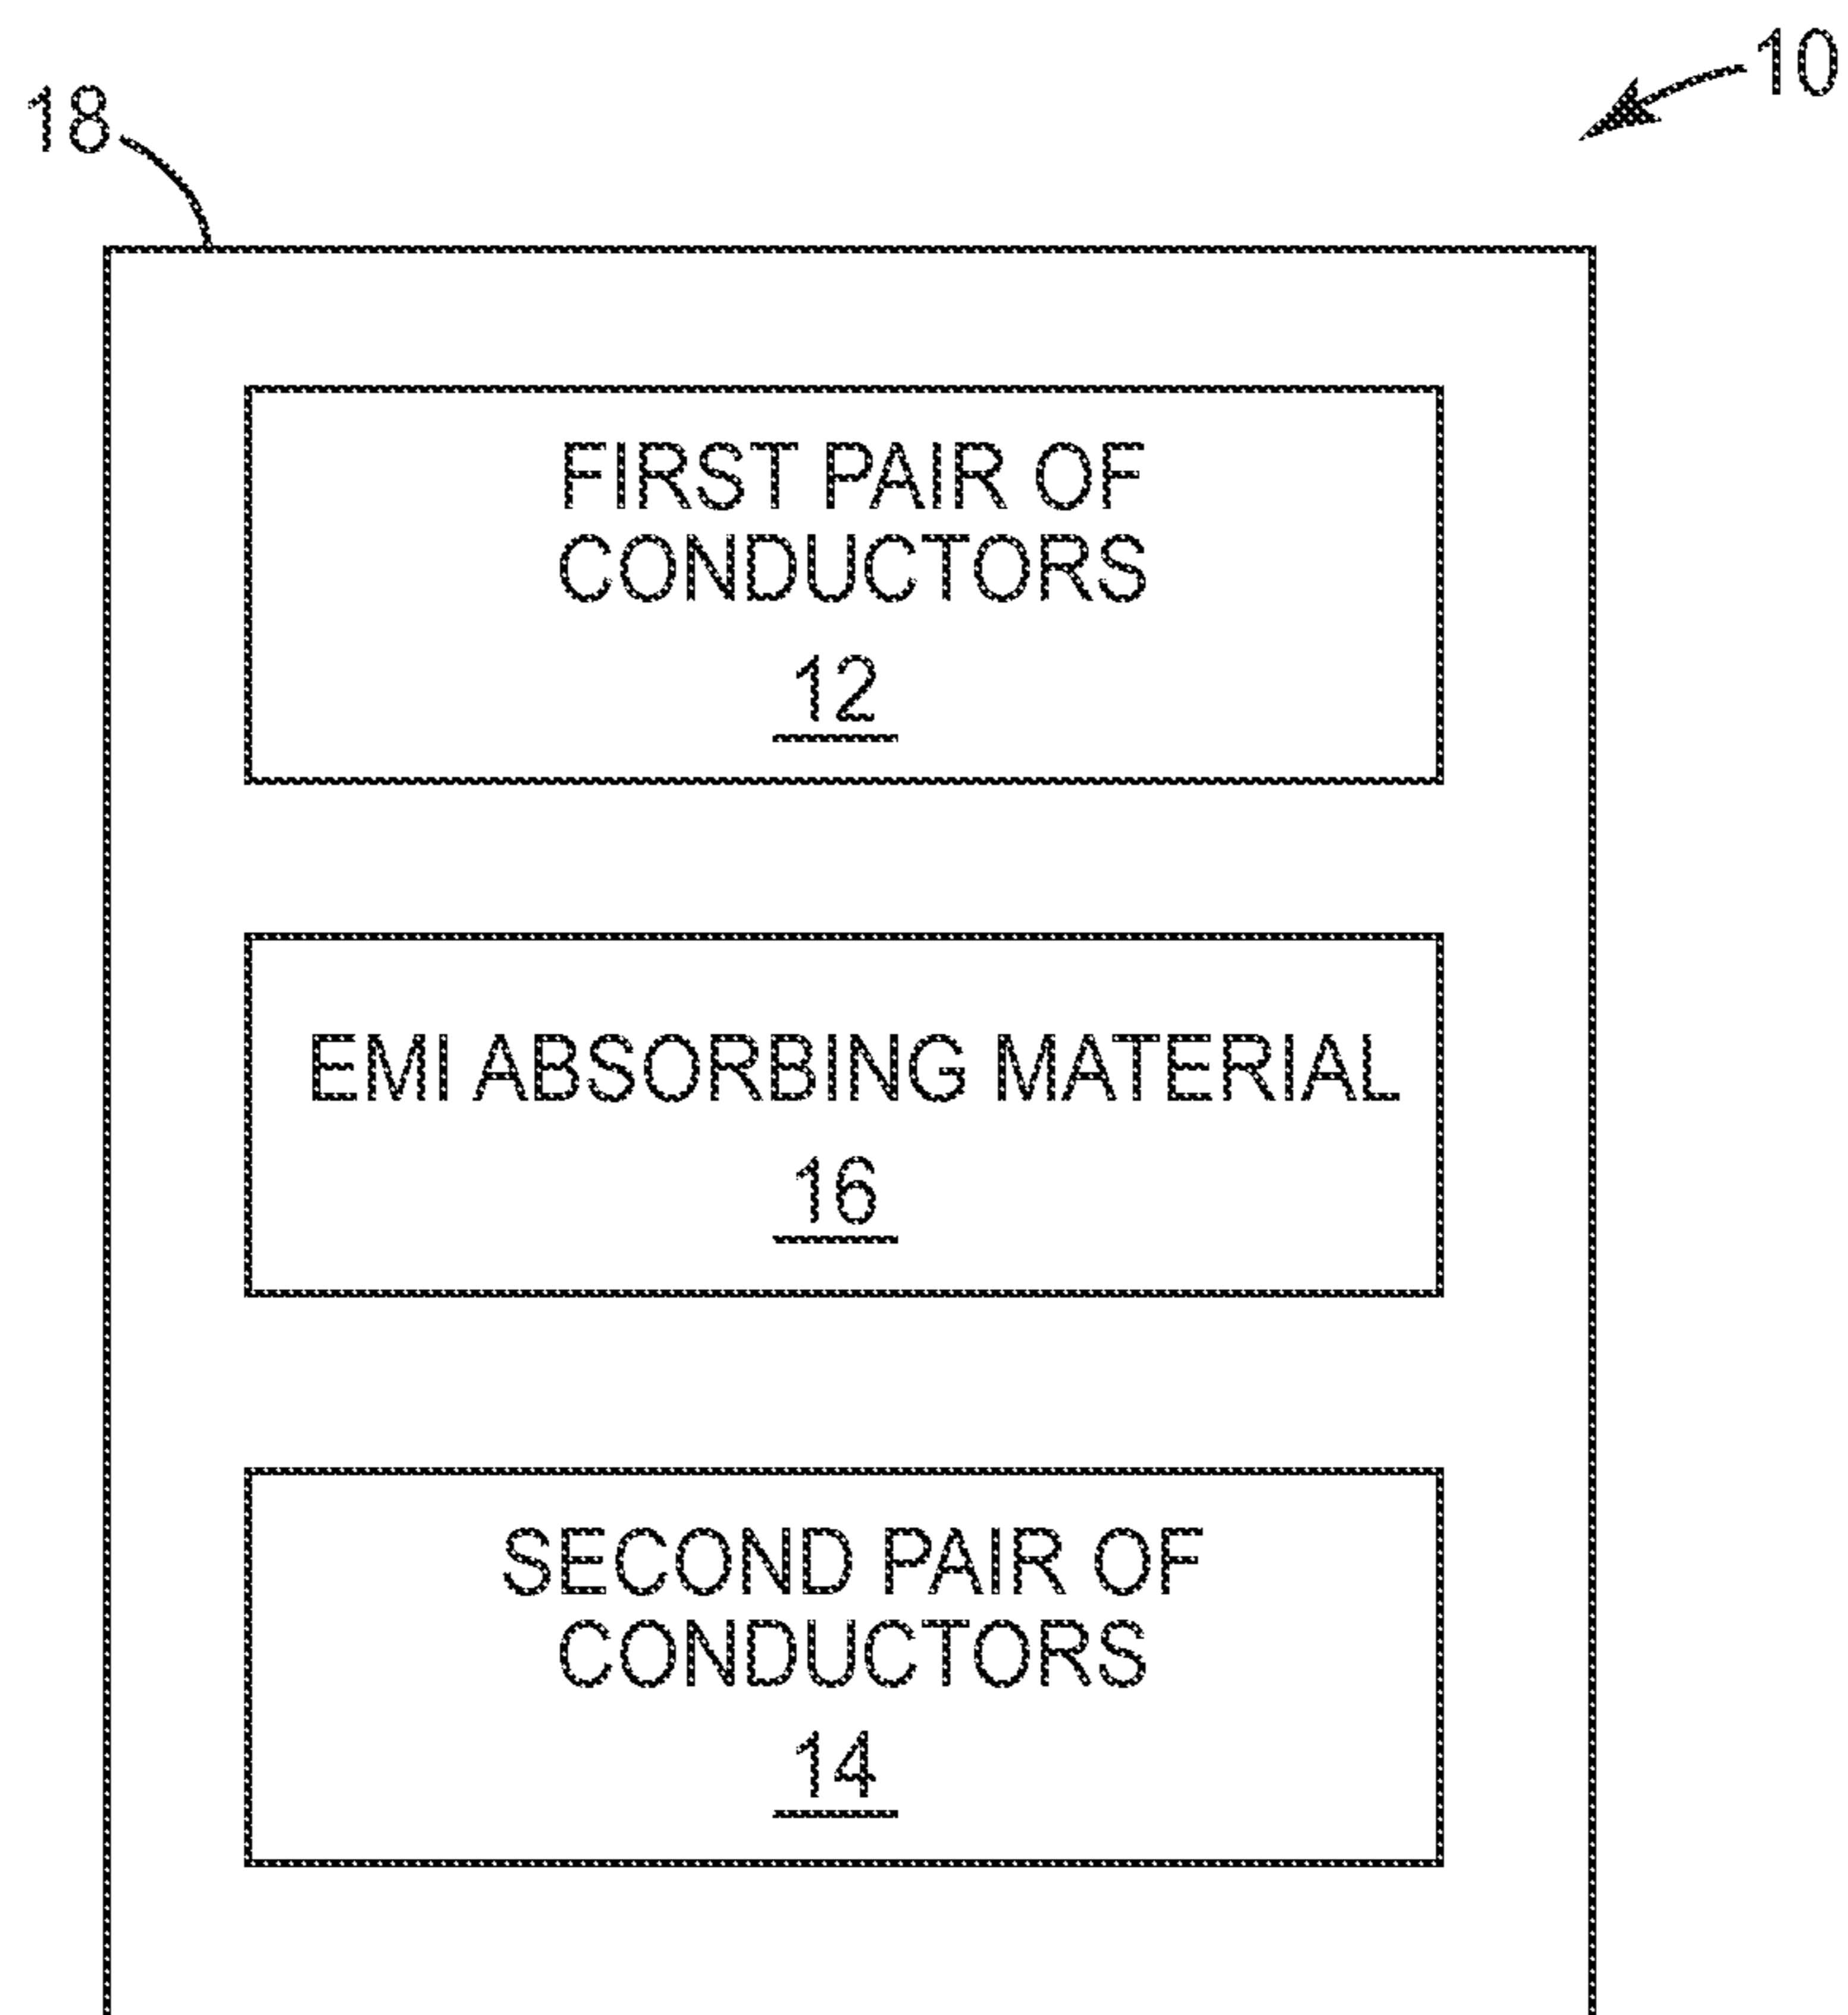 10
18
FIRST PAIR OF
CONDUCTORS
12
EMI ABSORBING MATERIAL
16
SECOND PAIR OF
CONDUCTORS
14